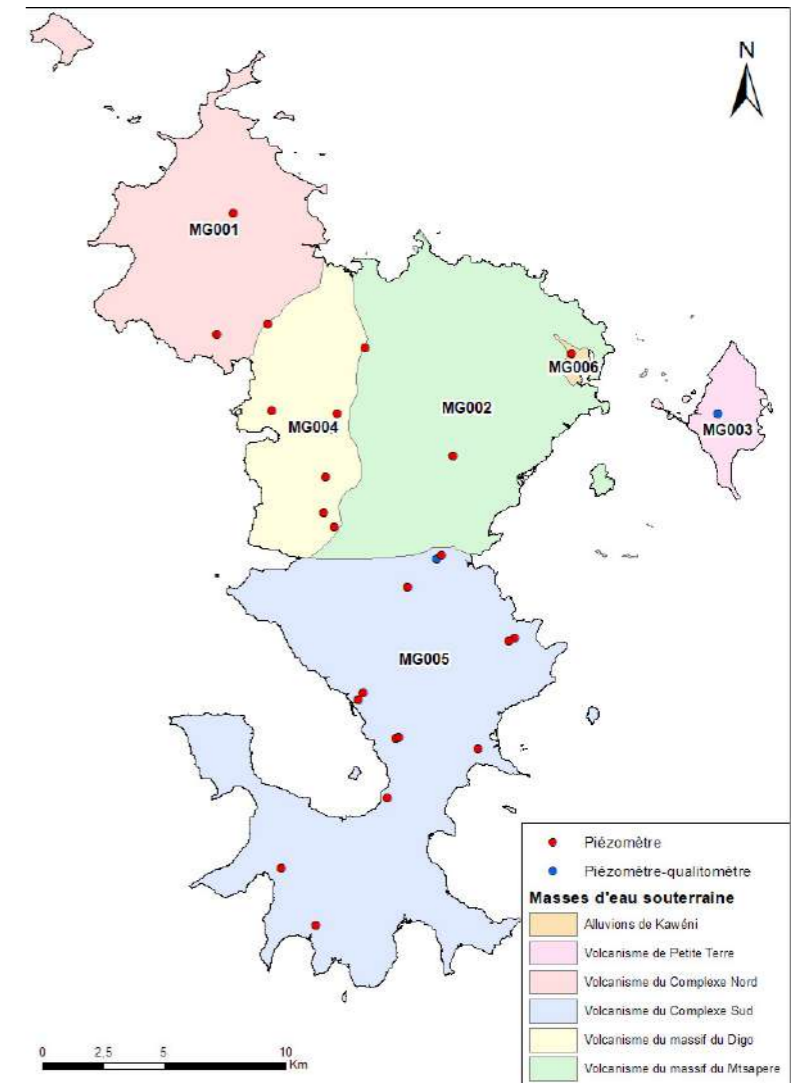 N
MG001
MG006
MG002
MG003
MG004
MG005
Piézomètre
Piézomètre-qualitomètre
Masses d'eau souterraine
Alluvions de Kawéni
Volcanisme de Petite Terre
Volcanisme du Complexe Nord
Volcanisme du Complexe Sud
Volcanisme du massif du Digo
Volcanisme du massif du Mtsapere
0 2,5 5 10
Km